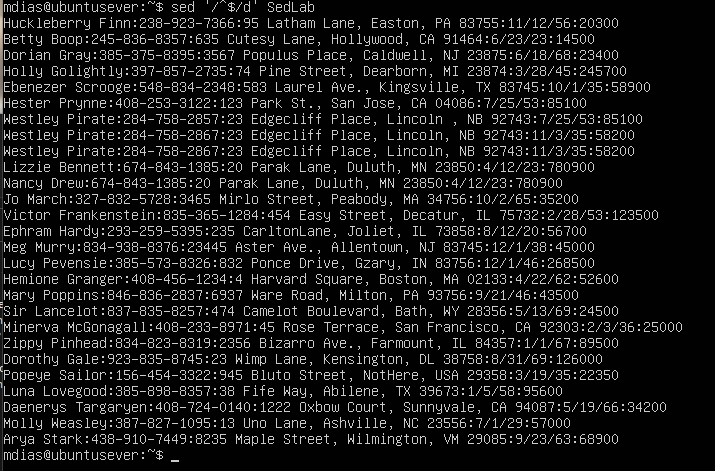 mdias@ubuntusever:~$ sed '/^$/d' SedLab
Huckleberry Finn:238-923-7366:95 Latham Lane, Easton, PA 83755:11/12/56:20300
Betty Boop:245-836-8357:635 Cutesy Lane, Hollywood, CA 91464:6/23/23:14500
Dorian Gray:385-375-8395:3567 Populus Place, Caldwell, NJ 23875:6/18/68:23400
Holly Golightly:397-857-2735:74 Pine Street, Dearborn, MI 23874:3/28/45:245700
Ebenezer Scrooge:548-834-2348:583 Laurel Ave., Kingsville, TX 83745:10/1/35:58900
Hester Prynne:408-253-3122:123 Park St., San Jose, CA 04086:7/25/53:85100
Westley Pirate:284-758-2857:23 Edgecliff Place, Lincoln , NB 92743:7/25/53:85100
Westley Pirate:284-758-2867:23 Edgecliff Place, Lincoln, NB 92743:11/3/35:58200
Westley Pirate:284-758-2867:23 Edgecliff Place, Lincoln, NB 92743:11/3/35:58200
Lizzie Bennett:674-843-1385:20 Parak Lane, Duluth, MN 23850:4/12/23:780900
Nancy Drew:674-843-1385:20 Parak Lane, Duluth, MN 23850:4/12/23:780900
Jo March:327-832-5728:3465 Mirlo Street, Peabody, MA 34756:10/2/65:35200
Victor Frankenstein:835-365-1284:454 Easy Street, Decatur, IL 75732:2/28/53:123500
Ephram Hardy:293-259-5395:235 CarltonLane, Joliet, IL 73858:8/12/20:56700
Meg Murry:834-938-8376:23445 Aster Ave., Allentown, NJ 83745:12/1/38:45000
Lucy Pevensie:385-573-8326:832 Ponce Drive, Gzary, IN 83756:12/1/46:268500
Hemione Granger:408-456-1234:4 Harvard Square, Boston, MA 02133:4/22/62:52600
Mary Poppins:846-836-2837:6937 Ware Road, Milton, PA 93756:9/21/46:43500
Sir Lancelot:837-835-8257:474 Camelot Boulevard, Bath, WY 28356:5/13/69:24500
Minerva McGonagall:408-233-8971:45 Rose Terrace, San Francisco, CA 92303:2/3/36:25000
Zippy Pinhead:834-823-8319:2356 Bizarro Ave., Farmount, IL 84357:1/1/67:89500
Dorothy Gale:923-835-8745:23 Wimp Lane, Kensington, DL 38758:8/31/69:126000
Popeye Sailor:156-454-3322:945 Bluto Street, NotHere, USA 29358:3/19/35:22350
Luna Lovegood:385-898-8357:38 Fife Way, Abilene, TX 39673:1/5/58:95600
Daenerys Targaryen:408-724-0140:1222 Oxbow Court, Sunnyvale, CA 94087:5/19/66:34200
Molly Weasley:387-827-1095:13 Uno Lane, Ashville, NC 23556:7/1/29:57000
Arya Stark:438-910-7449:8235 Maple Street, Wilmington, VM 29085:9/23/63:68900
mdias@ubuntusever:~$ _